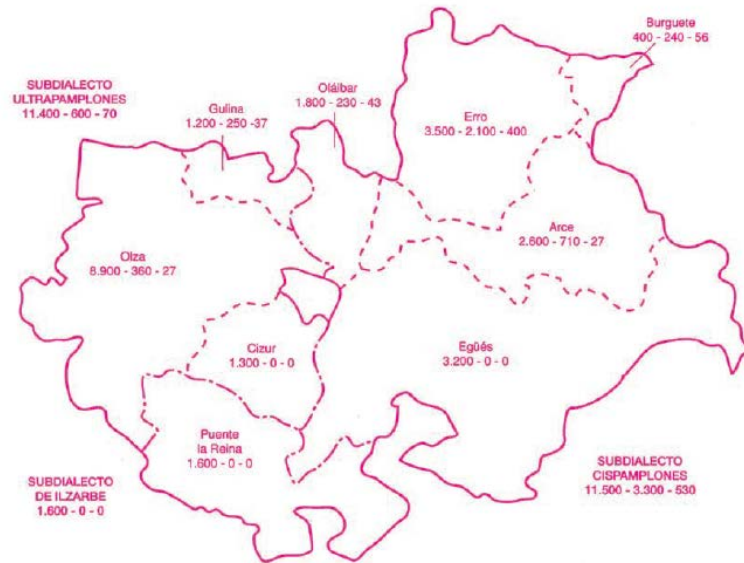 Burguete
400 - 240 - 56
SUBDIALECTO
ULTRAPAMPLONES
11.400 - 600 - 70
Gulina
1.200 - 250 -37
Oláibar
1.800 - 230 - 43
Erro
3.500 - 2.100 - 400
Arce
2.600 - 710 - 27
Olza
8.900 - 360 - 27
Cizur
1.300 - 0 - 0
Egüés
3.200 - 0 - 0
Puente
la Reina
1.600 - 0 - 0
SUBDIALECTO
DE ILZARBE
1.600 - 0 - 0
SUBDIALECTO
CISPAMPLONES
11.500 - 3.300 - 530